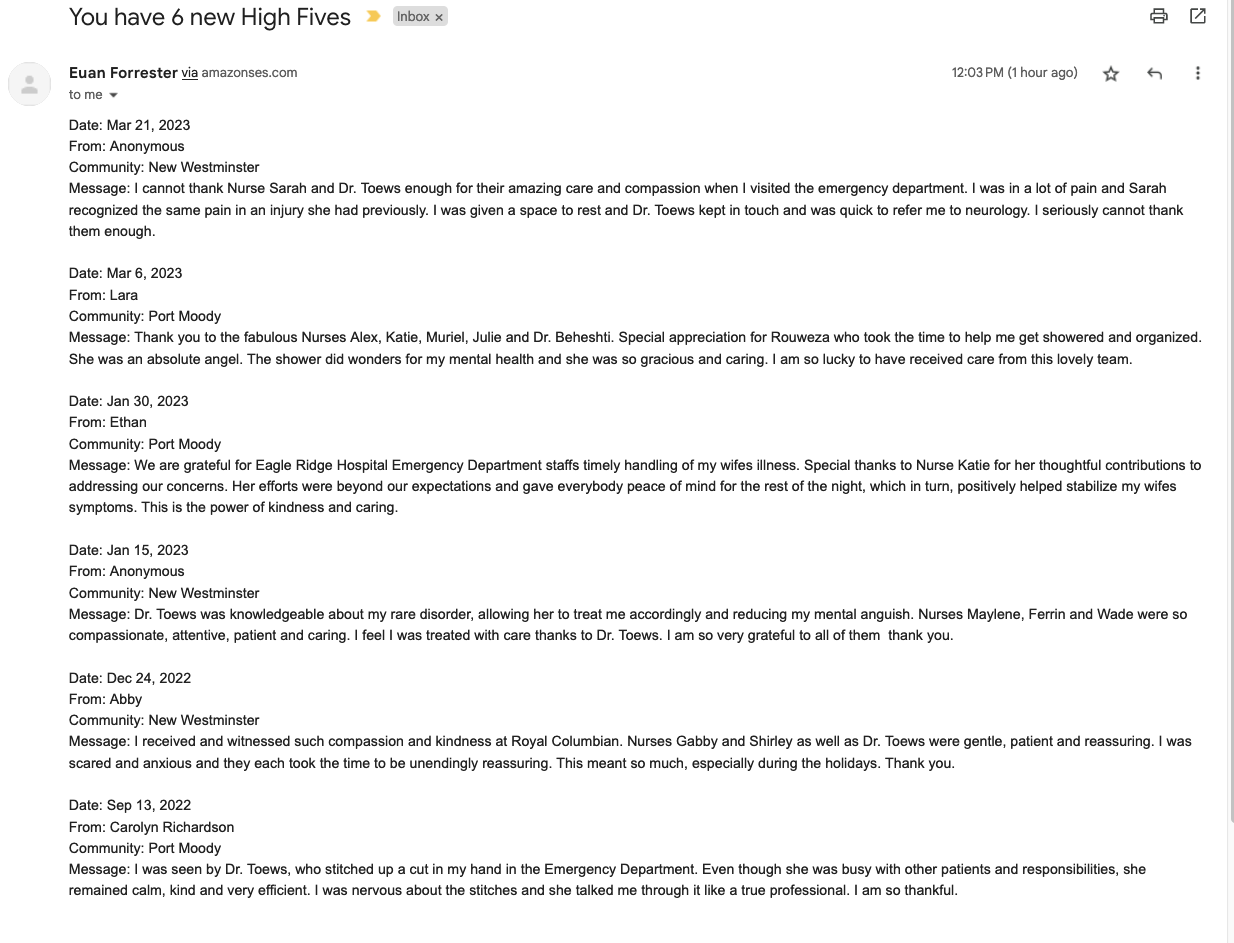 You have 6 new High Fives
Inbox ×
Euan Forrester via amazonses.com
12:03 PM (1 hour ago)
to me
Date: Mar 21, 2023
From: Anonymous
Community: New Westminster
Message: I cannot thank Nurse Sarah and Dr. Toews enough for their amazing care and compassion when I visited the emergency department. I was in a lot of pain and Sarah
recognized the same pain in an injury she had previously. I was given a space to rest and Dr. Toews kept in touch and was quick to refer me to neurology. I seriously cannot thank
them enough.
Date: Mar 6, 2023
From: Lara
Community: Port Moody
Message: Thank you to the fabulous Nurses Alex, Katie, Muriel, Julie and Dr. Beheshti. Special appreciation for Rouweza who took the time to help me get showered and organized.
She was an absolute angel. The shower did wonders for my mental health and she was so gracious and caring. I am so lucky to have received care from this lovely team.
Date: Jan 30, 2023
From: Ethan
Community: Port Moody
Message: We are grateful for Eagle Ridge Hospital Emergency Department staffs timely handling of my wifes illness. Special thanks to Nurse Katie for her thoughtful contributions to
addressing our concerns. Her efforts were beyond our expectations and gave everybody peace of mind for the rest of the night, which in turn, positively helped stabilize my wifes
symptoms. This is the power of kindness and caring.
Date: Jan 15, 2023
From: Anonymous
Community: New Westminster
Message: Dr. Toews was knowledgeable about my rare disorder, allowing her to treat me accordingly and reducing my mental anguish. Nurses Maylene, Ferrin and Wade were so
compassionate, attentive, patient and caring. I feel I was treated with care thanks to Dr. Toews. I am so very grateful to all of them  thank you.
Date: Dec 24, 2022
From: Abby
Community: New Westminster
Message: I received and witnessed such compassion and kindness at Royal Columbian. Nurses Gabby and Shirley as well as Dr. Toews were gentle, patient and reassuring. I was
scared and anxious and they each took the time to be unendingly reassuring. This meant so much, especially during the holidays. Thank you.
Date: Sep 13, 2022
From: Carolyn Richardson
Community: Port Moody
Message: I was seen by Dr. Toews, who stitched up a cut in my hand in the Emergency Department. Even though she was busy with other patients and responsibilities, she
remained calm, kind and very efficient. I was nervous about the stitches and she talked me through it like a true professional. I am so thankful.